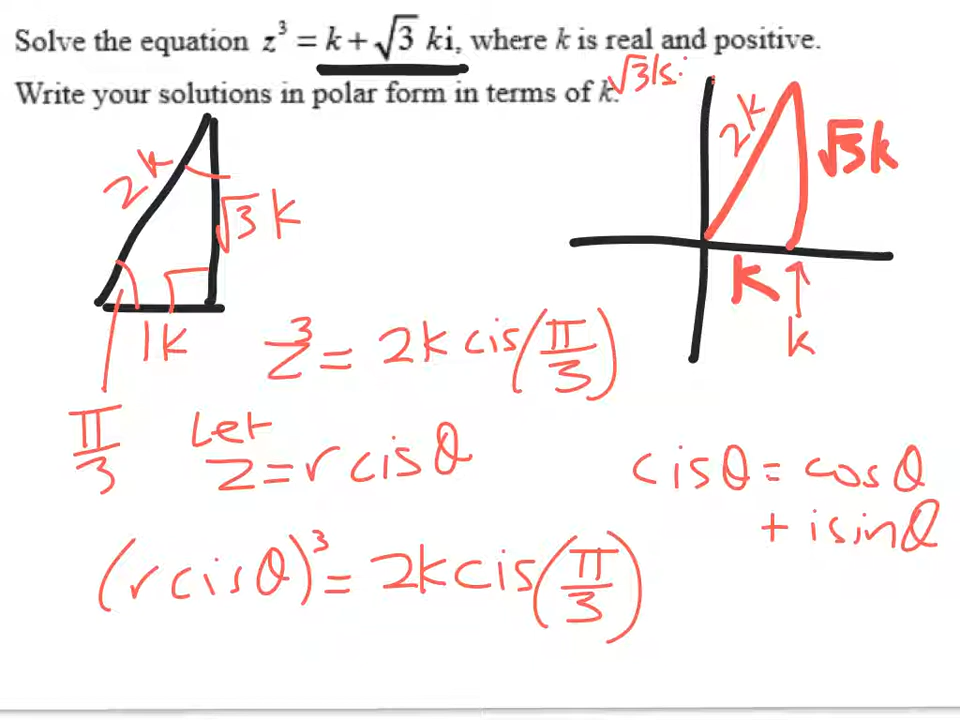 Solve the equation z³ = k + √3 ki, where k is real and positive.
Write your solutions in polar form in terms of k.
√3k
2k
√3 k
1k
π/3
2k
√3k
k
k
z³ = 2k cis(π/3)
Let
z = r cis θ
cis θ = cos θ
+ i sin θ
(r cis θ)³ = 2k cis(π/3)